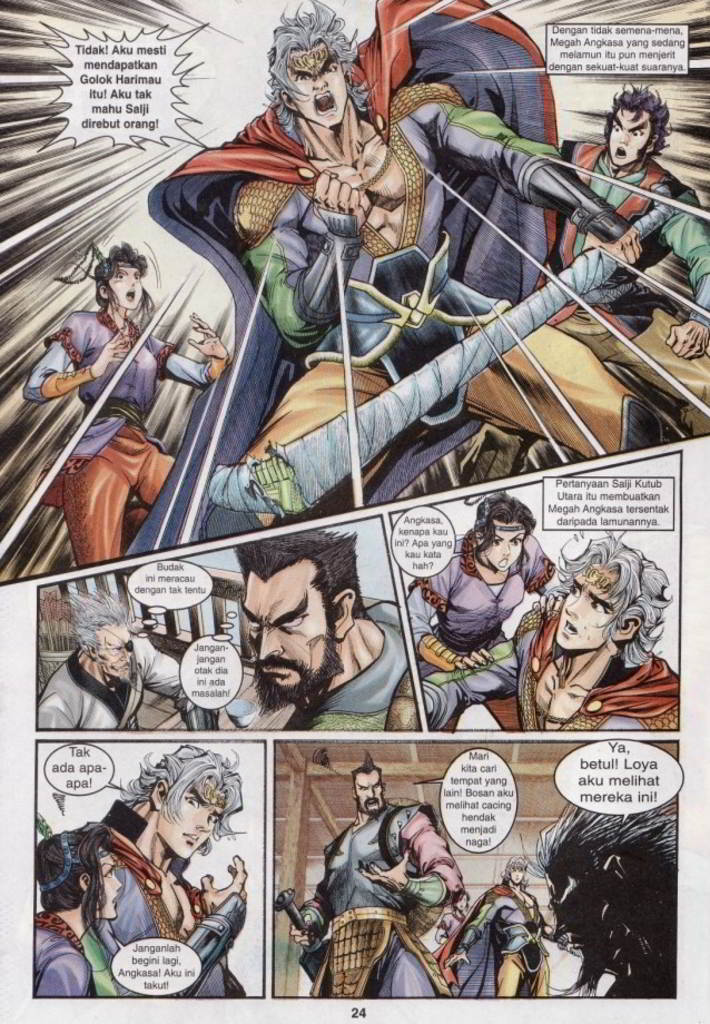 Tidak! Aku mesti
mendapatkan
Golok Harimau
itu! Aku tak
mahu Salji
direbut orang!
Dengan tidak semena-mena,
Megah Angkasa yang sedang
melamun itu pun menjerit
dengan sekuat-kuat suaranya.
Pertanyaan Salji Kutub
Utara itu membuatkan
Megah Angkasa tersentak
daripada lamunannya.
Budak
ini meracau
dengan tak tentu
Jangan-
jangan
otak dia
ini ada
masalah!
Angkasa,
kenapa kau
ini? Apa yang
kau kata
hah?
Tak
ada apa-
apa!
Janganlah
begini lagi,
Angkasa! Aku ini
takut!
Mari
kita cari
tempat yang
lain! Bosan aku
melihat cacing
hendak
menjadi
naga!
Ya,
betul! Loya
aku melihat
mereka ini!
24